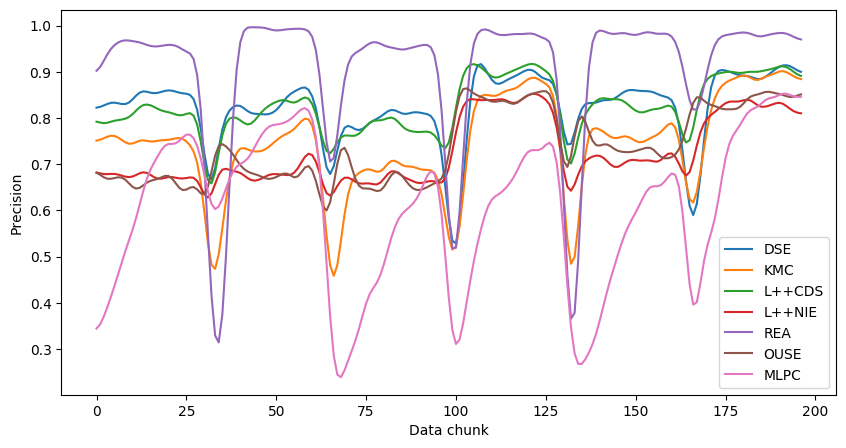 1.0
0.9
0.8
0.7
0.6
0.5
0.4
0.3
Precision
0
25
50
75
100
125
150
175
200
Data chunk
DSE
KMC
L++CDS
L++NIE
REA
OUSE
MLPC